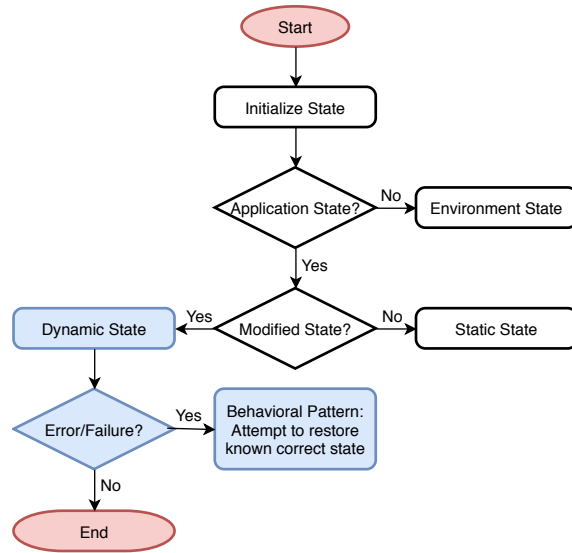 Start
Initialize State
Application State?
No
Environment State
Yes
Modified State?
Yes
No
Dynamic State
Static State
Error/Failure?
Yes
Behavioral Pattern:
Attempt to restore
known correct state
No
End